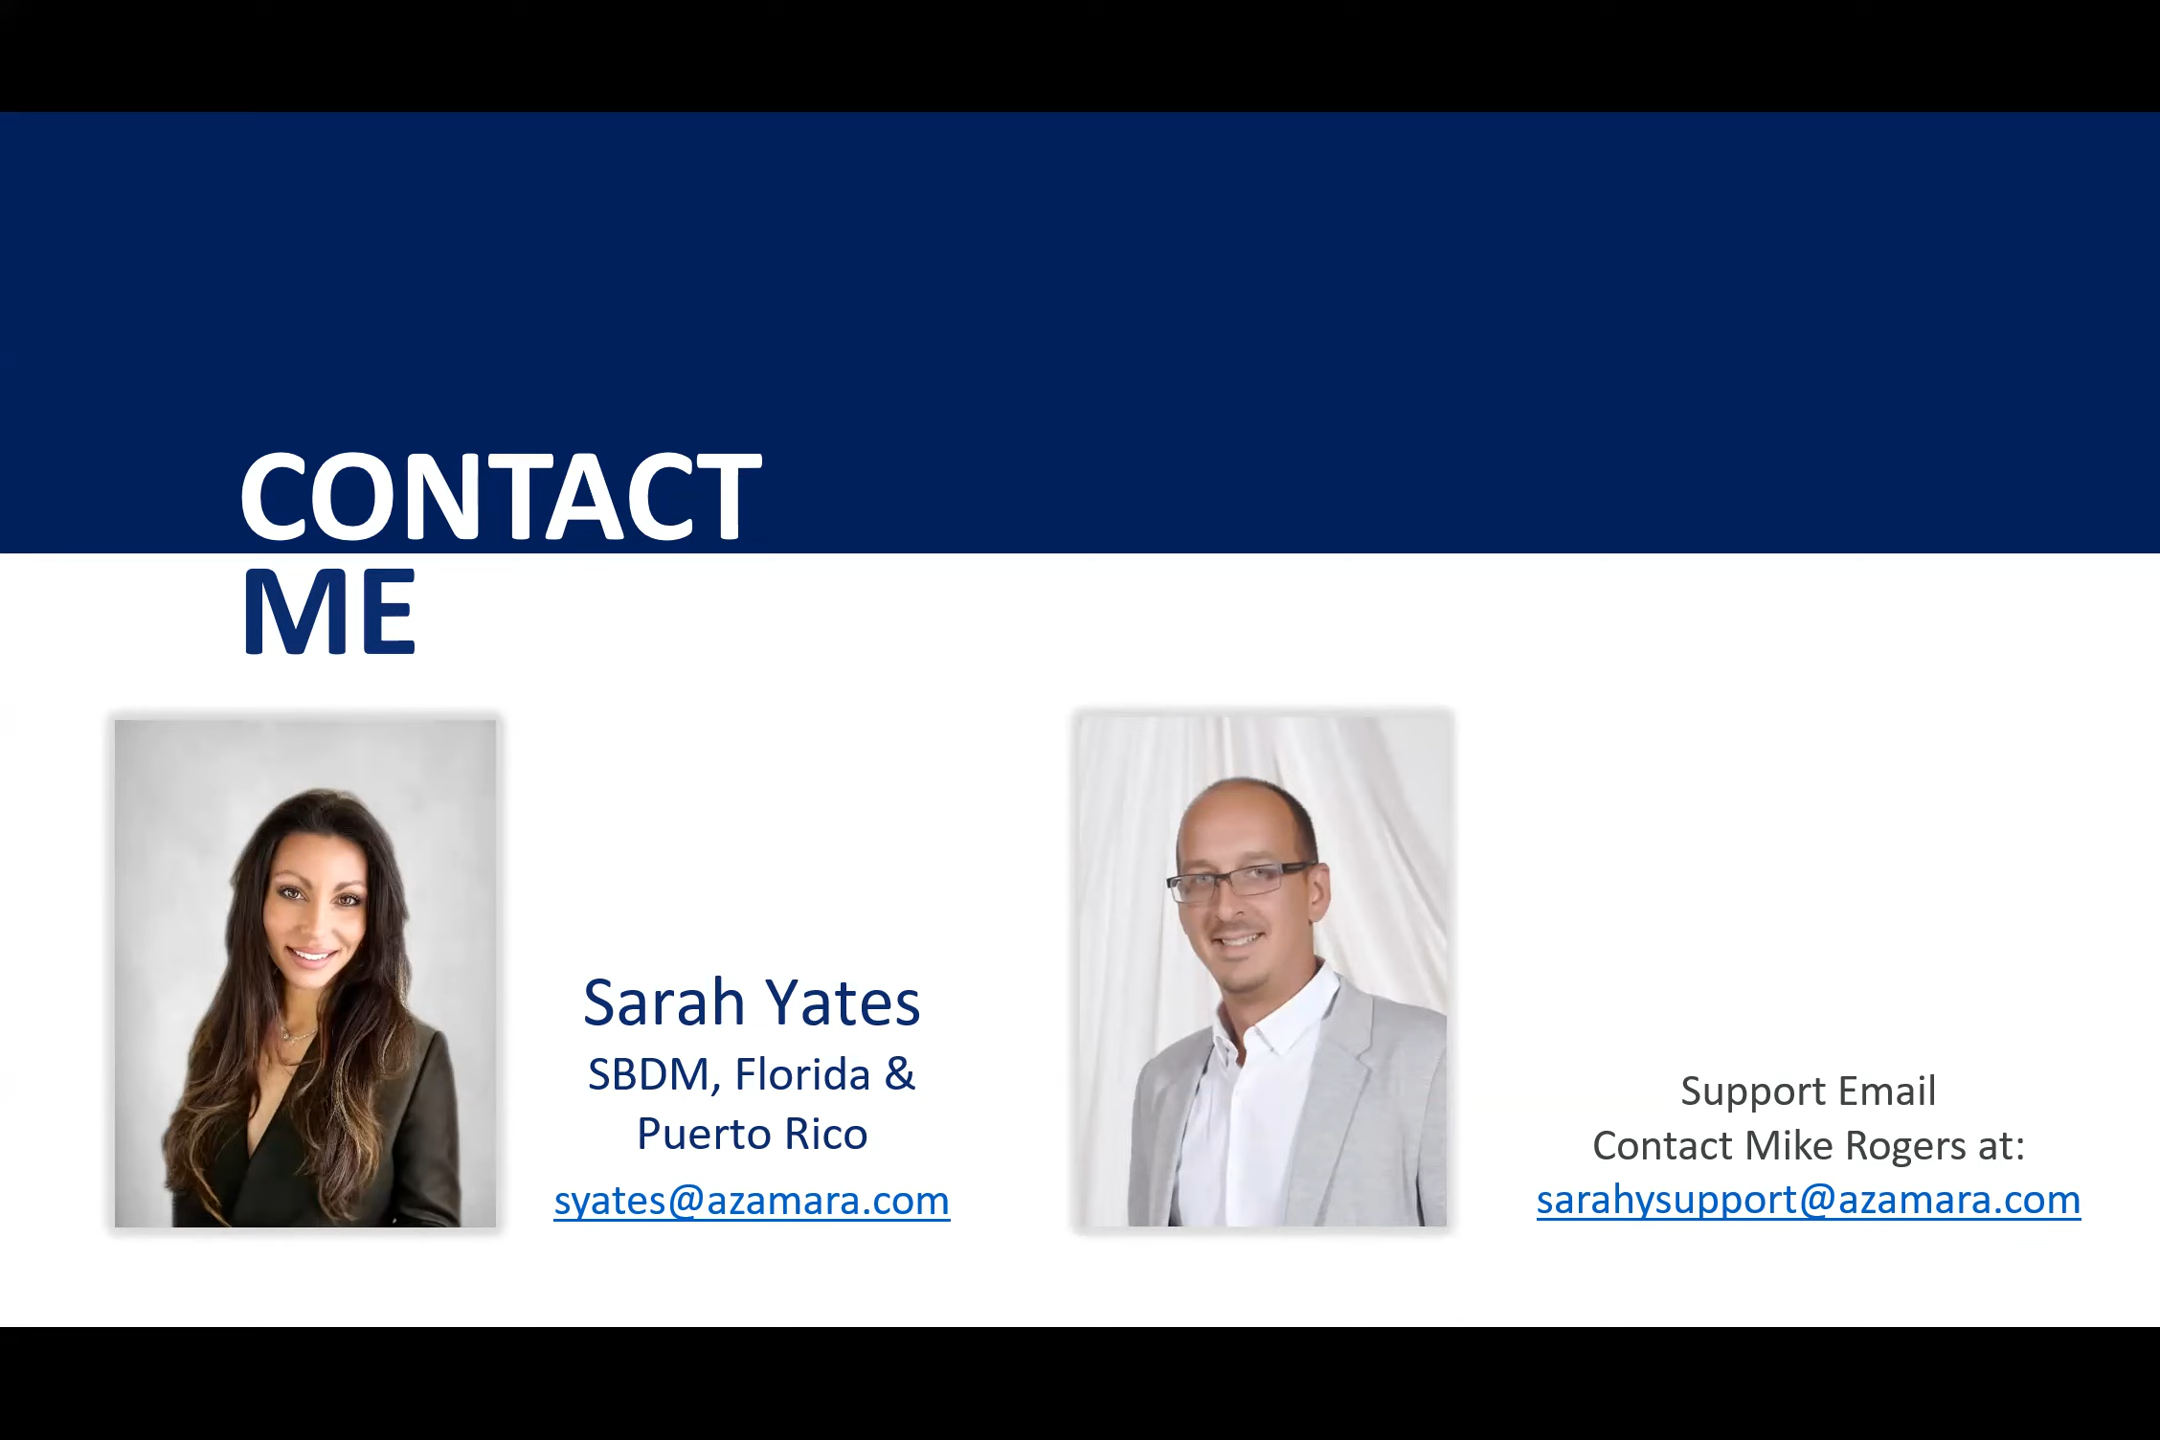 CONTACT
ME
Sarah Yates
SBDM, Florida &
Puerto Rico
syates@azamara.com
Support Email
Contact Mike Rogers at:
sarahysupport@azamara.com